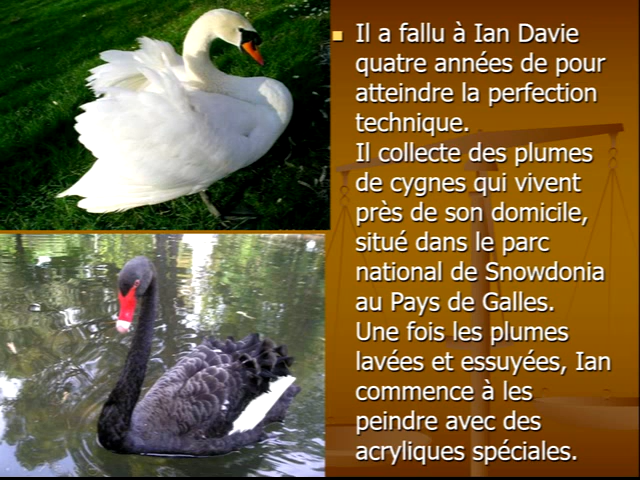 Il a fallu à Ian Davie
quatre années de pour
atteindre la perfection
technique.
Il collecte des plumes
de cygnes qui vivent
près de son domicile,
situé dans le parc
national de Snowdonia
au Pays de Galles.
Une fois les plumes
lavées et essuyées, Ian
commence à les
peindre avec des
acryliques spéciales.